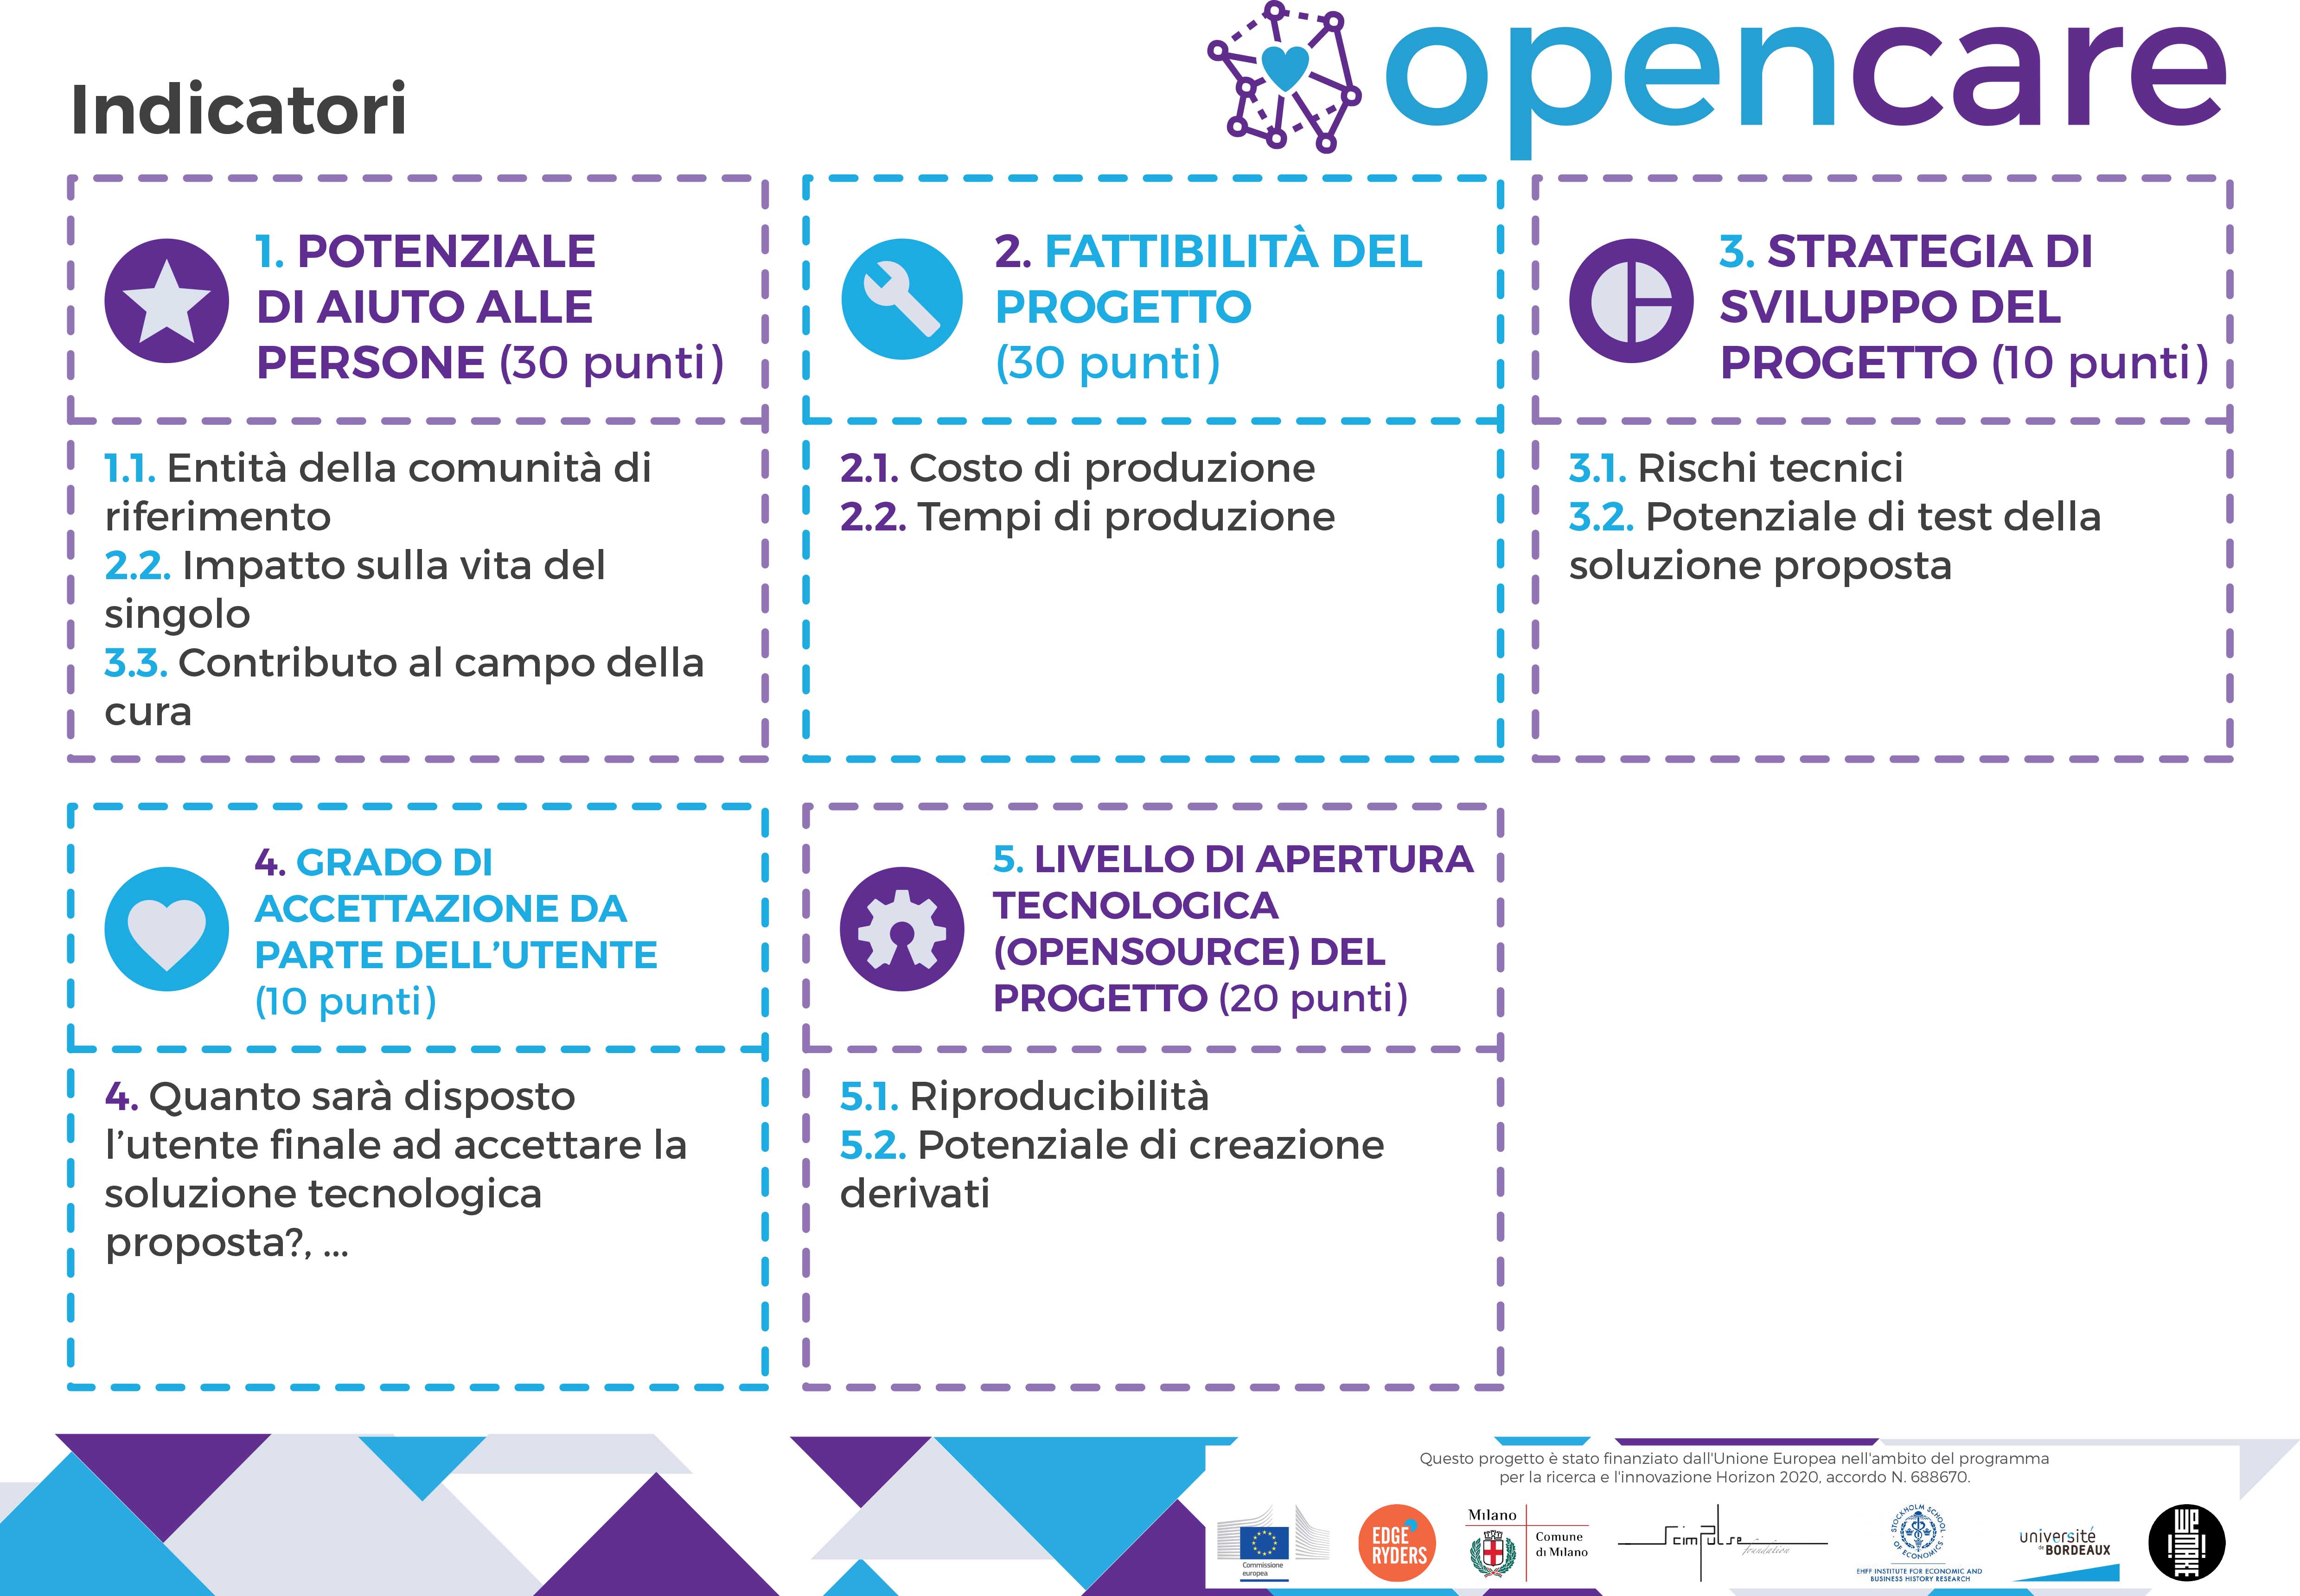 Indicatori
opencare
1. POTENZIALE
DI AIUTO ALLE
PERSONE (30 punti)
1.1. Entità della comunità di
riferimento
2.2. Impatto sulla vita del
singolo
3.3. Contributo al campo della
cura
2. FATTIBILITÀ DEL
PROGETTO
(30 punti)
2.1. Costo di produzione
2.2. Tempi di produzione
3. STRATEGIA DI
SVILUPPO DEL
PROGETTO (10 punti)
3.1. Rischi tecnici
3.2. Potenziale di test della
soluzione proposta
4. GRADO DI
ACCETTAZIONE DA
PARTE DELL’UTENTE
(10 punti)
4. Quanto sarà disposto
l’utente finale ad accettare la
soluzione tecnologica
proposta?, ...
5. LIVELLO DI APERTURA
TECNOLOGICA
(OPENSOURCE) DEL
PROGETTO (20 punti)
5.1. Riproducibilità
5.2. Potenziale di creazione
derivati
Questo progetto è stato finanziato dall'Unione Europea nell'ambito del programma
per la ricerca e l'innovazione Horizon 2020, accordo N. 688670.
Commissione
europea
EDGE
RYDERS
Milano
Comune
di Milano
Scimpulse
foundation
STOCKHOLM SCHOOL
OF ECONOMICS
EHFF INSTITUTE FOR ECONOMIC AND
BUSINESS HISTORY RESEARCH
université
de BORDEAUX
WE
MAKE